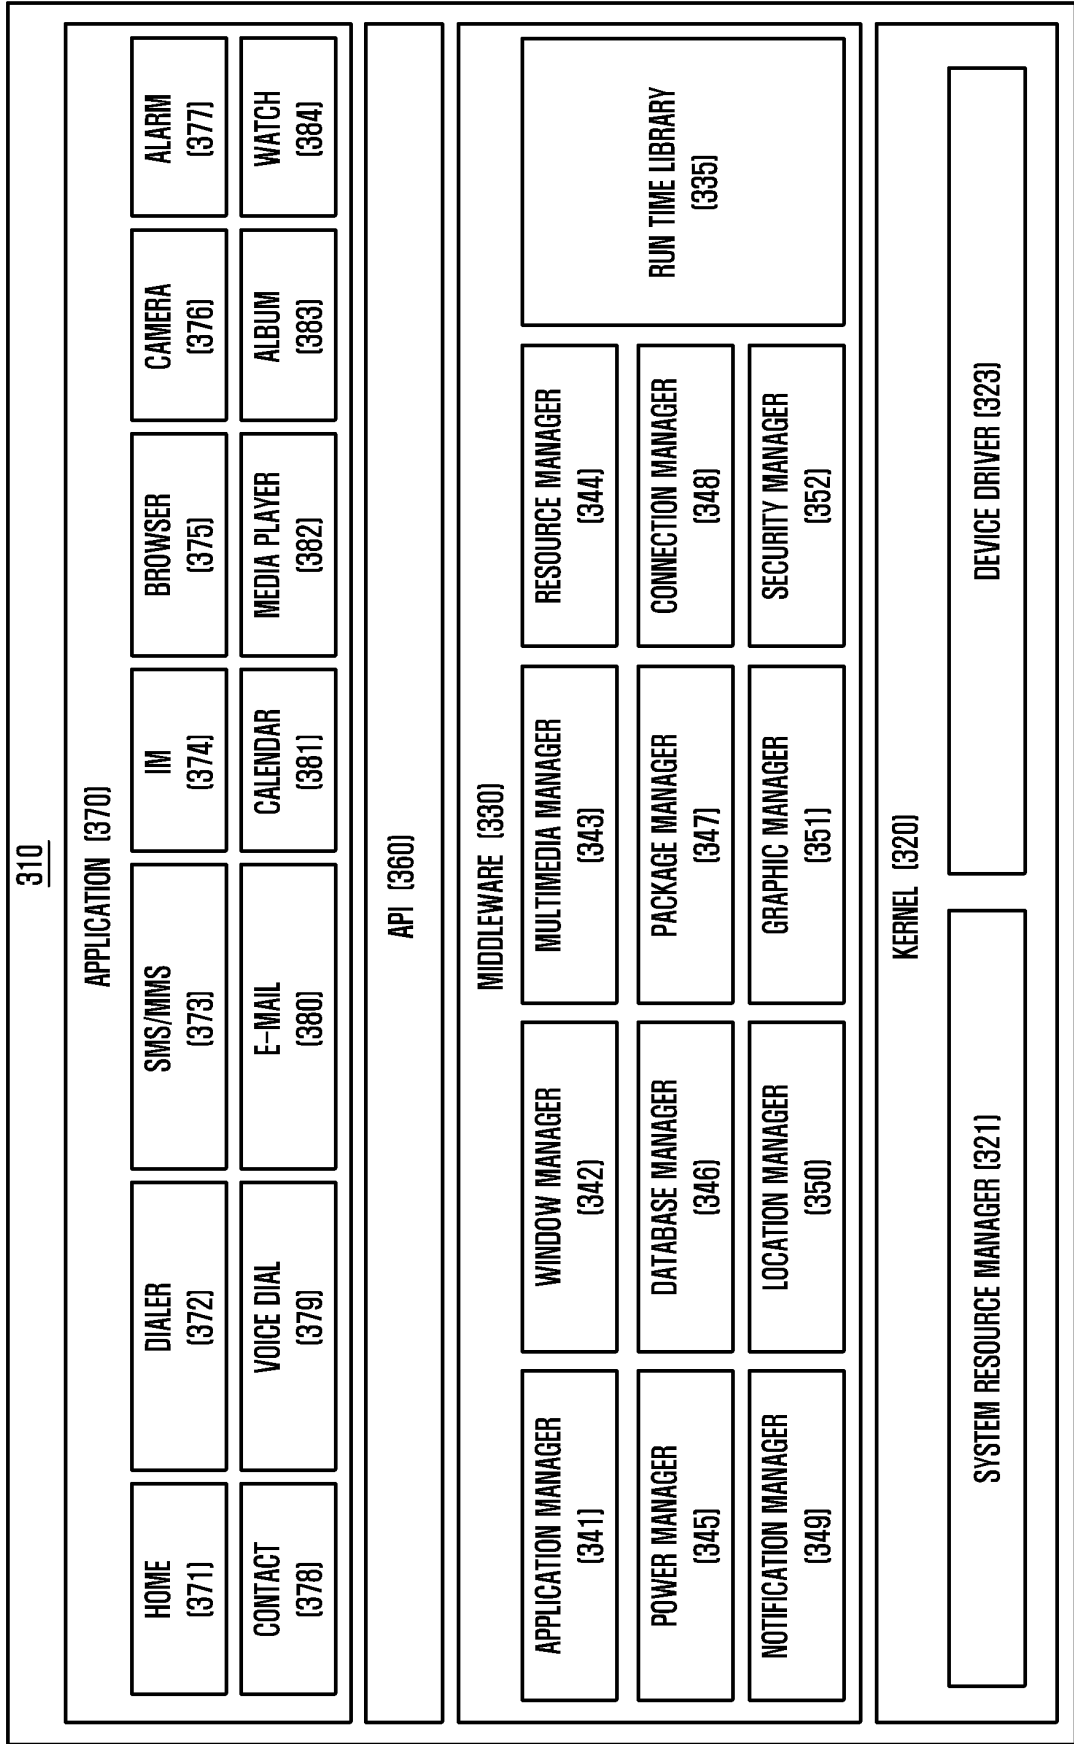 310
APPLICATION (370)
HOME
(371)
DIALER
(372)
SMS/MMS
(373)
IM
(374)
BROWSER
(375)
CAMERA
(376)
ALARM
(377)
CONTACT
(378)
VOICE DIAL
(379)
E-MAIL
(380)
CALENDAR
(381)
MEDIA PLAYER
(382)
ALBUM
(383)
WATCH
(384)
API (360)
MIDDLEWARE (330)
APPLICATION MANAGER
(341)
WINDOW MANAGER
(342)
MULTIMEDIA MANAGER
(343)
RESOURCE MANAGER
(344)
POWER MANAGER
(345)
DATABASE MANAGER
(346)
PACKAGE MANAGER
(347)
CONNECTION MANAGER
(348)
NOTIFICATION MANAGER
(349)
LOCATION MANAGER
(350)
GRAPHIC MANAGER
(351)
SECURITY MANAGER
(352)
RUN TIME LIBRARY
(335)
KERNEL (320)
SYSTEM RESOURCE MANAGER (321)
DEVICE DRIVER (323)